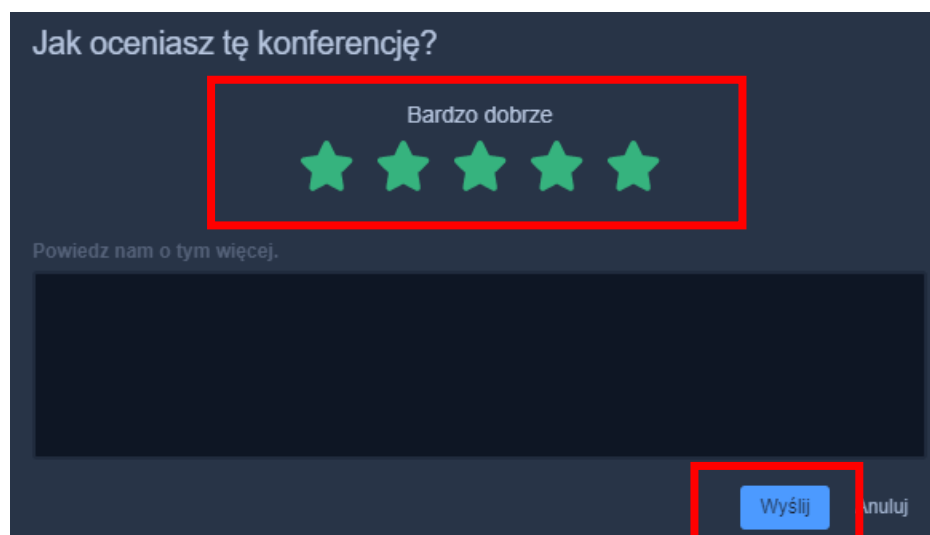 Jak oceniasz tę konferencję?
Bardzo dobrze
Powiedz nam o tym więcej.
Wyślij
Anuluj